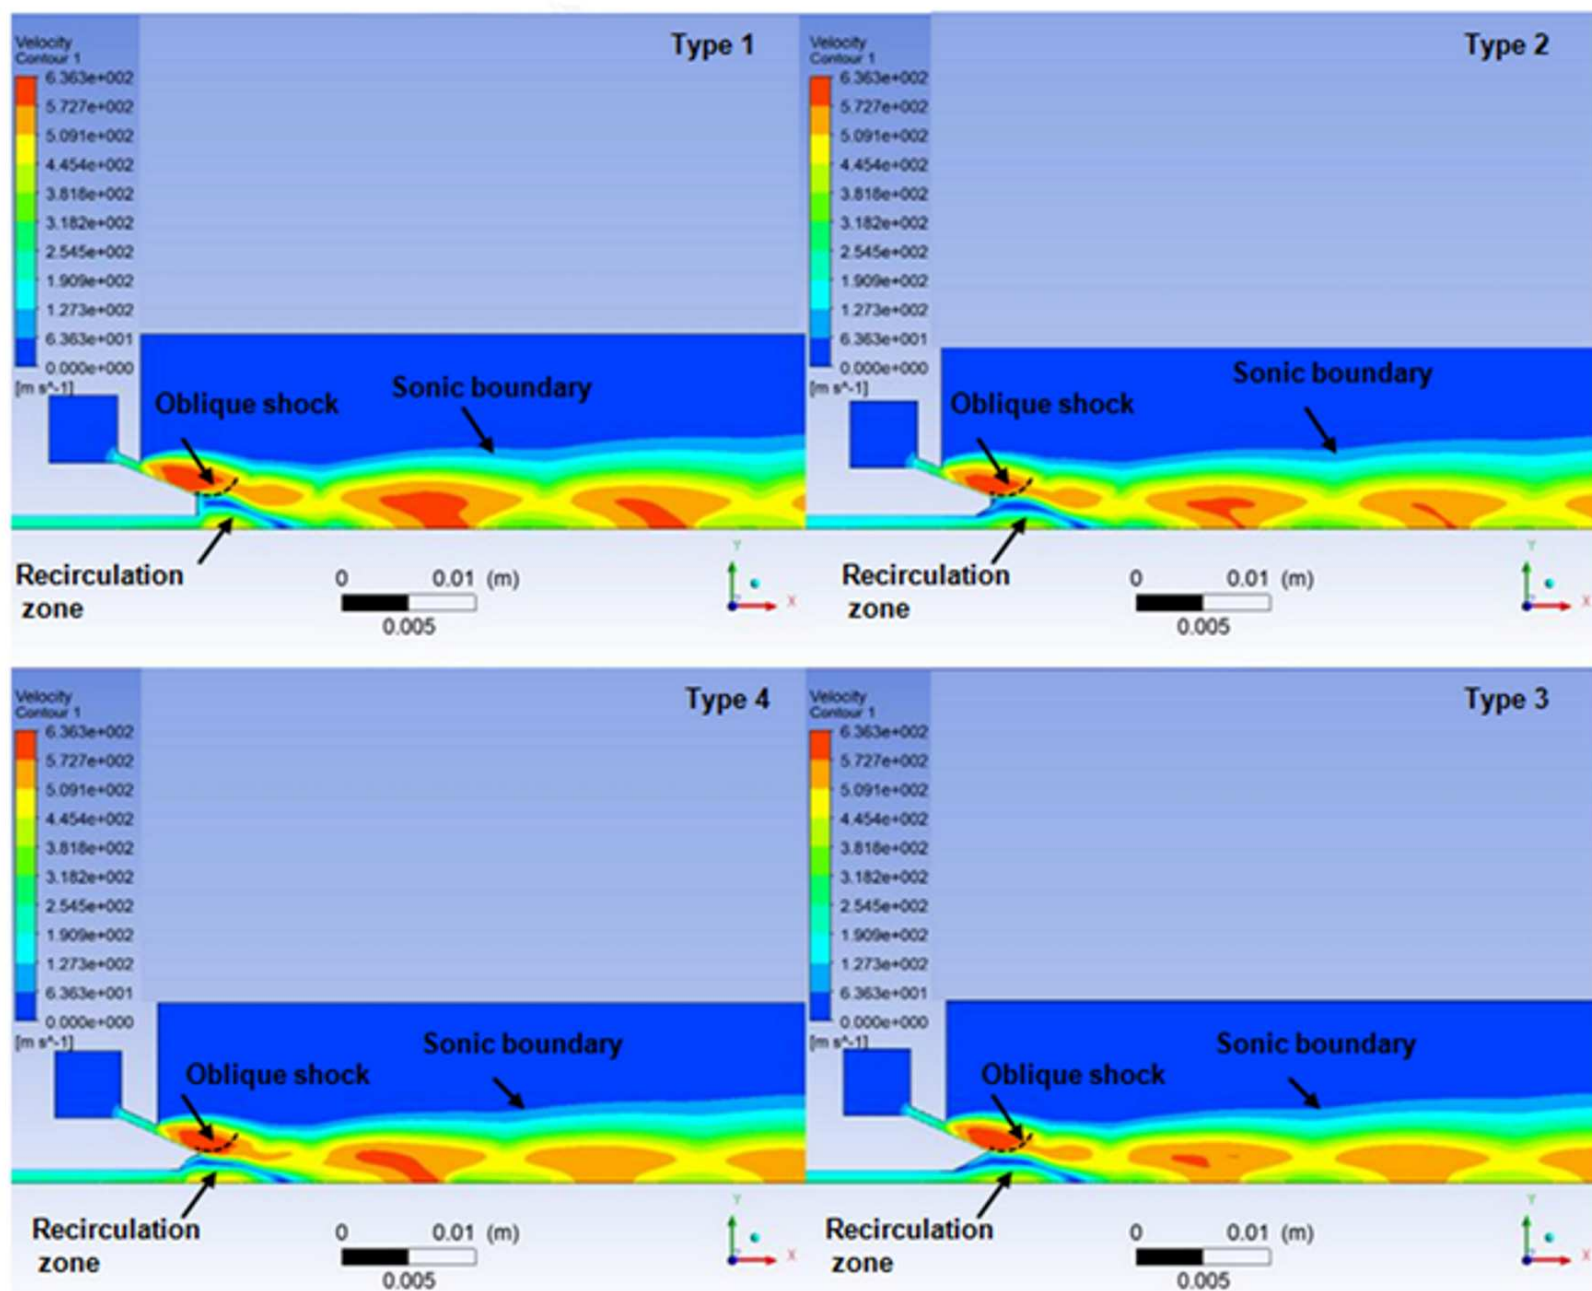 Type 1
Velocity
Contour 1
6.363e+002
5.727e+002
5.091e+002
4.454e+002
3.818e+002
3.182e+002
2.545e+002
1.909e+002
1.273e+002
6.363e+001
0.000e+000
[m s^-1]
Oblique shock
Sonic boundary
Recirculation
zone
0 0.01 (m)
0.005
Y
X
Type 2
Velocity
Contour 1
6.363e+002
5.727e+002
5.091e+002
4.454e+002
3.818e+002
3.182e+002
2.545e+002
1.909e+002
1.273e+002
6.363e+001
0.000e+000
[m s^-1]
Oblique shock
Sonic boundary
Recirculation
zone
0 0.01 (m)
0.005
Y
X
Type 4
Velocity
Contour 1
6.363e+002
5.727e+002
5.091e+002
4.454e+002
3.818e+002
3.182e+002
2.545e+002
1.909e+002
1.273e+002
6.363e+001
0.000e+000
[m s^-1]
Oblique shock
Sonic boundary
Recirculation
zone
0 0.01 (m)
0.005
Y
X
Type 3
Velocity
Contour 1
6.363e+002
5.727e+002
5.091e+002
4.454e+002
3.818e+002
3.182e+002
2.545e+002
1.909e+002
1.273e+002
6.363e+001
0.000e+000
[m s^-1]
Oblique shock
Sonic boundary
Recirculation
zone
0 0.01 (m)
0.005
Y
X